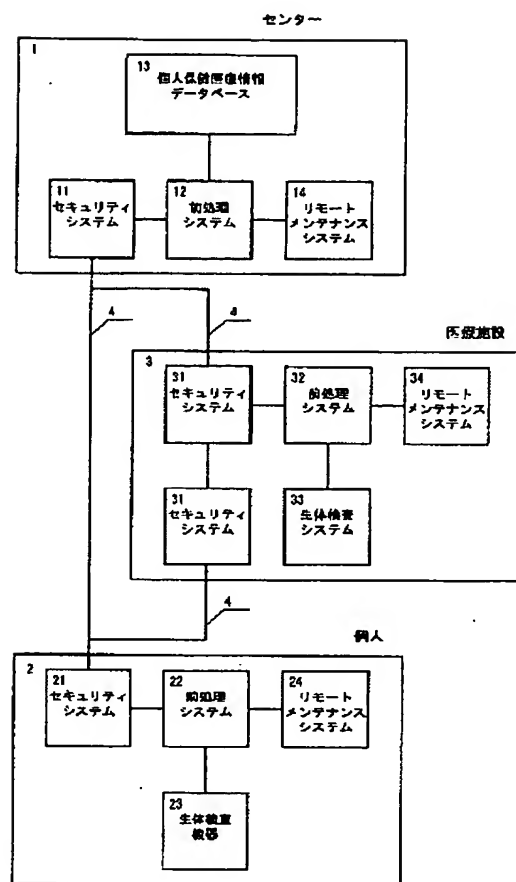 センター
1
13
個人保健医療情報
データベース
11
セキュリティ
システム
12
前処理
システム
14
リモート
メンテナンス
システム
4
4
医療施設
3
31
セキュリティ
システム
32
前処理
システム
34
リモート
メンテナンス
システム
31
セキュリティ
システム
33
生体検査
システム
4
個人
2
21
セキュリティ
システム
22
前処理
システム
24
リモート
メンテナンス
システム
23
生体検査
機器